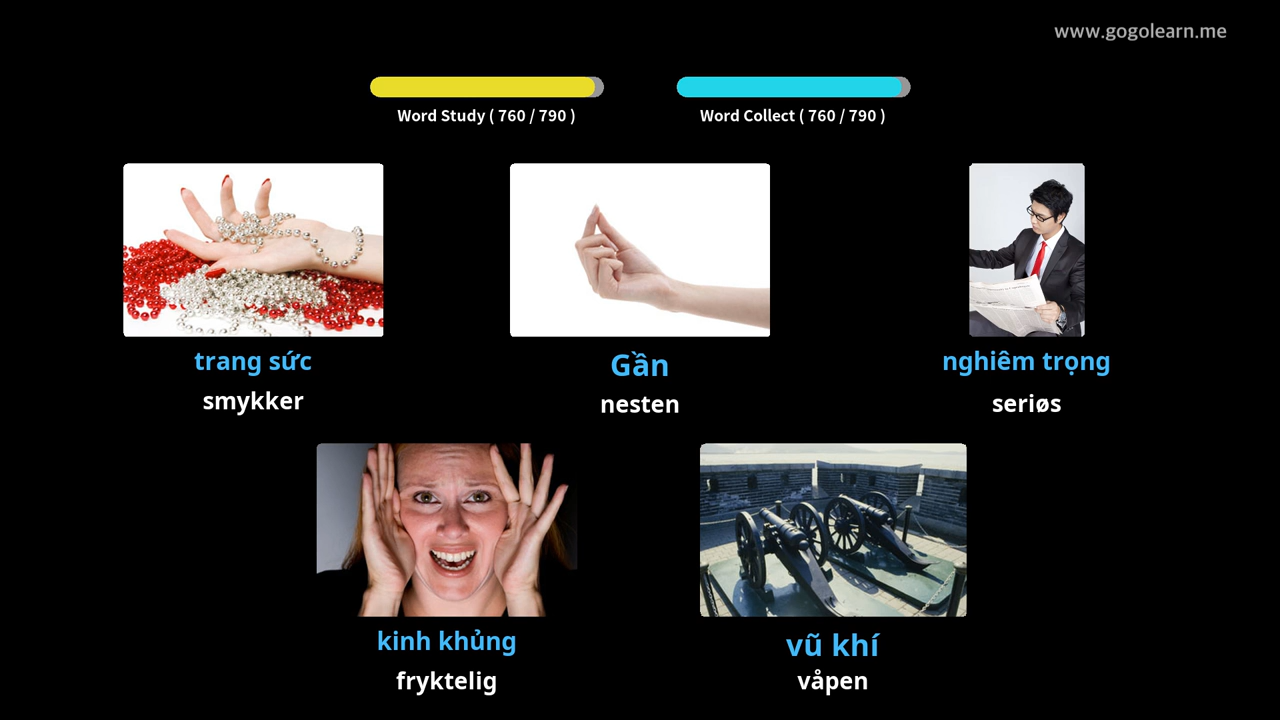 www.gogolearn.me
Word Study ( 760 / 790 )
Word Collect ( 760 / 790 )
trang sức
smykker
Gần
nesten
nghiêm trọng
seriøs
kinh khủng
fryktelig
vũ khí
våpen